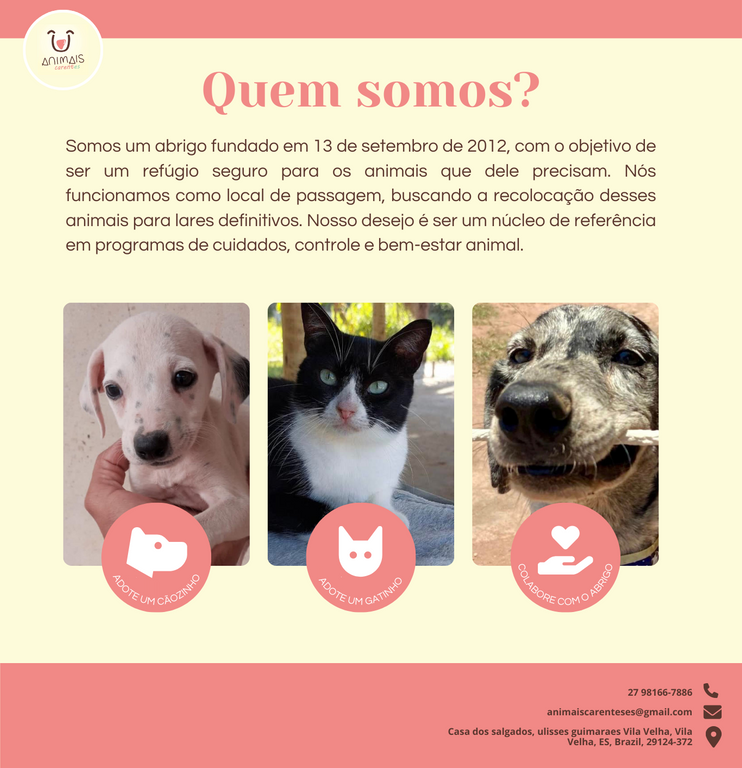 ANIMAIS
carentes
Quem somos?
Somos um abrigo fundado em 13 de setembro de 2012, com o objetivo de
ser um refúgio seguro para os animais que dele precisam. Nós
funcionamos como local de passagem, buscando a recolocação desses
animais para lares definitivos. Nosso desejo é ser um núcleo de referência
em programas de cuidados, controle e bem-estar animal.
ADOTE UM CÃOZINHO
ADOTE UM GATINHO
COLABORE COM O ABRIGO
27 98166-7886
animaiscarenteses@gmail.com
Casa dos salgados, ulisses guimaraes Vila Velha, Vila
Velha, ES, Brazil, 29124-372